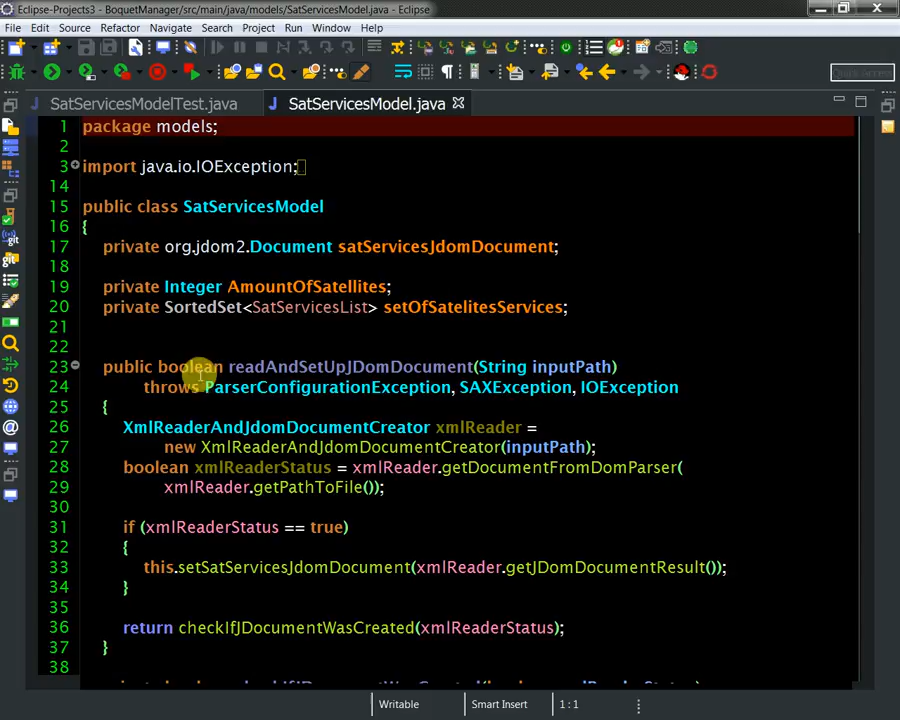 Eclipse-Projects3 - BoquetManager/src/main/java/models/SatServicesModel.java - Eclipse
File Edit Source Refactor Navigate Search Project Run Window Help
Quick Access
SatServicesModelTest.java SatServicesModel.java
1 package models;
2
3 import java.io.IOException;
14
15 public class SatServicesModel
16 {
17 private org.jdom2.Document satServicesJdomDocument;
18
19 private Integer AmountOfSatellites;
20 private SortedSet<SatServicesList> setOfSatelitesServices;
21
22
23 public boolean readAndSetUpJDomDocument(String inputPath)
24 throws ParserConfigurationException, SAXException, IOException
25 {
26 XmlReaderAndJdomDocumentCreator xmlReader =
27 new XmlReaderAndJdomDocumentCreator(inputPath);
28 boolean xmlReaderStatus = xmlReader.getDocumentFromDomParser(
29 xmlReader.getPathToFile());
30
31 if (xmlReaderStatus == true)
32 {
33 this.setSatServicesJdomDocument(xmlReader.getJDomDocumentResult());
34 }
35
36 return checkIfJDocumentWasCreated(xmlReaderStatus);
37 }
38
Writable Smart Insert 1 : 1